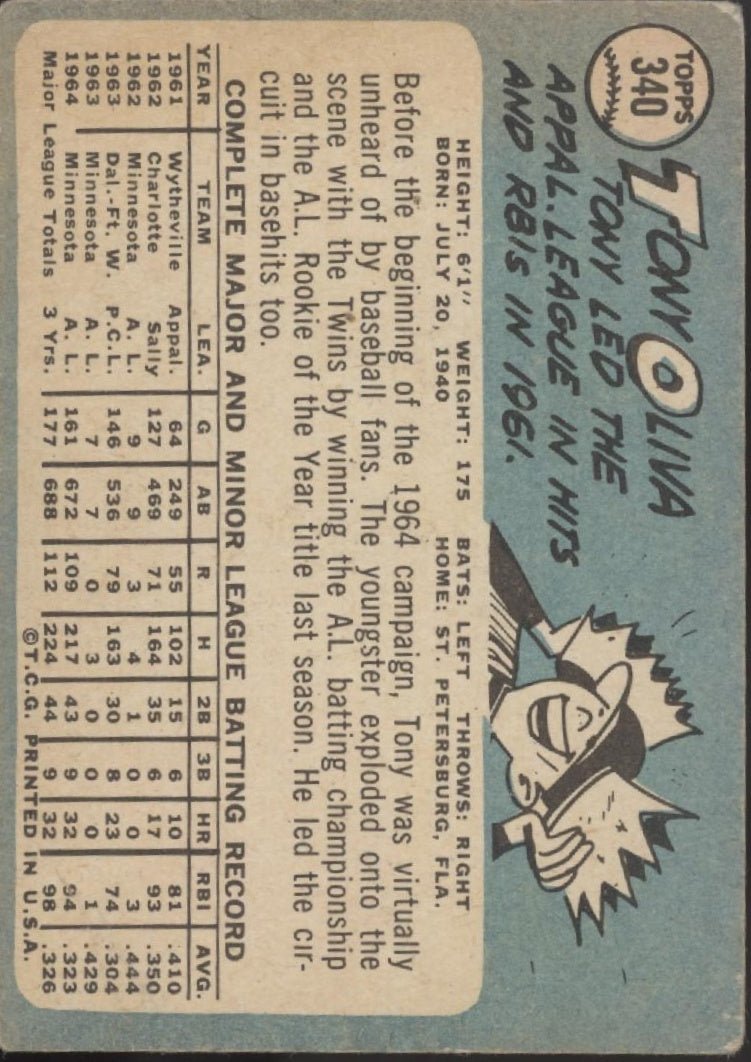 TOPPS
340
TONY OLIVA
TONY LED THE
APPAL. LEAGUE IN HITS
AND RBIS IN 1961.
HEIGHT: 6'1" WEIGHT: 175 BATS: LEFT THROWS: RIGHT
BORN: JULY 20, 1940 HOME: ST. PETERSBURG, FLA.
Before the beginning of the 1964 campaign, Tony was virtually
unheard of by baseball fans. The youngster exploded onto the
scene with the Twins by winning the A.L. batting championship
and the A.L. Rookie of the Year title last season. He led the cir-
cuit in basehits too.
COMPLETE MAJOR AND MINOR LEAGUE BATTING RECORD
YEAR TEAM LEA. G AB R H 2B 3B HR RBI AVG.
1961 Wytheville Appal. 64 249 55 102 15 6 10 81 .410
1962 Charlotte Sally 127 469 71 164 35 6 17 93 .350
1962 Minnesota A. L. 9 9 3 4 1 0 0 3 .444
1963 Dal.-Ft. W. P.C.L. 146 536 79 163 30 8 23 74 .304
1963 Minnesota A. L. 7 7 0 3 0 0 0 1 .429
1964 Minnesota A. L. 161 672 109 217 43 9 32 94 .323
Major League Totals 3 Yrs. 177 688 112 224 44 9 32 98 .326
©T.C.G. PRINTED IN U.S.A.